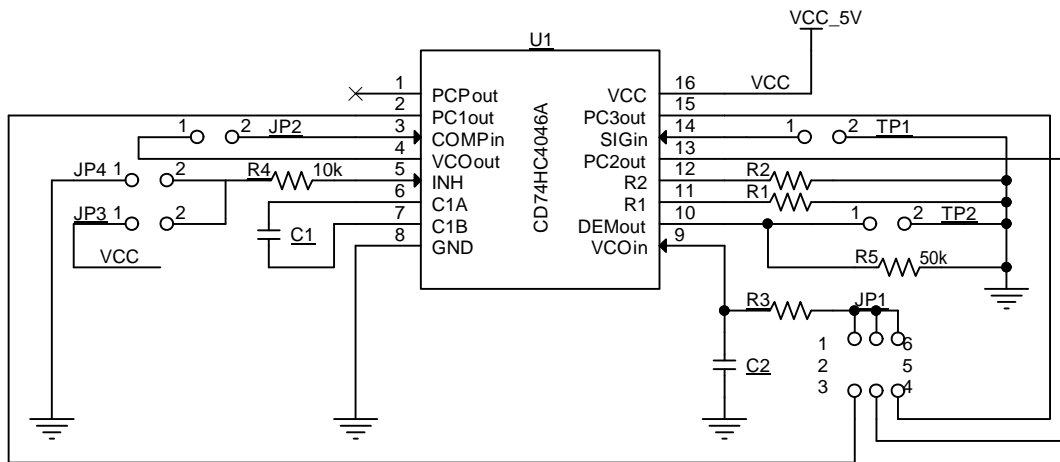 VCC_5V
U1
CD74HC4046A
1 PCPout VCC 16 VCC
2 PC1out PC3out 15
1 2 JP2 3 COMPin SIGin 14 1 2 TP1
4 VCOout PC2out 13
JP4 1 2 R4 10k 5 INH R2 12 R2
6 C1A R1 11 R1
JP3 1 2 7 C1B DEMout 10 1 2 TP2
C1
8 GND VCOin 9
VCC R5 50k
R3 JP1
1 6
C2 2 5
3 4